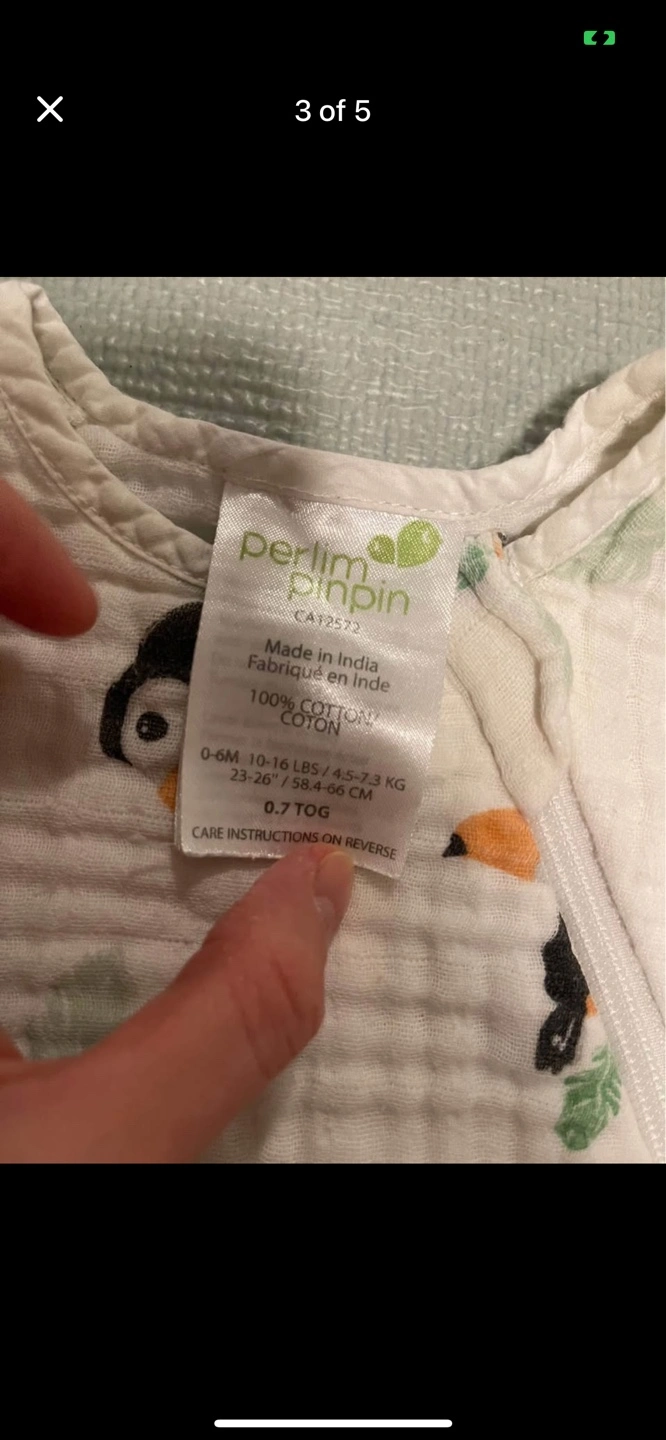 3 of 5
perlim
pinpin
CA12572
Made in India
Fabriqué en Inde
100% COTTON/
COTON
0-6M 10-16 LBS / 4.5-7.3 KG
23-26" / 58.4-66 CM
0.7 TOG
CARE INSTRUCTIONS ON REVERSE